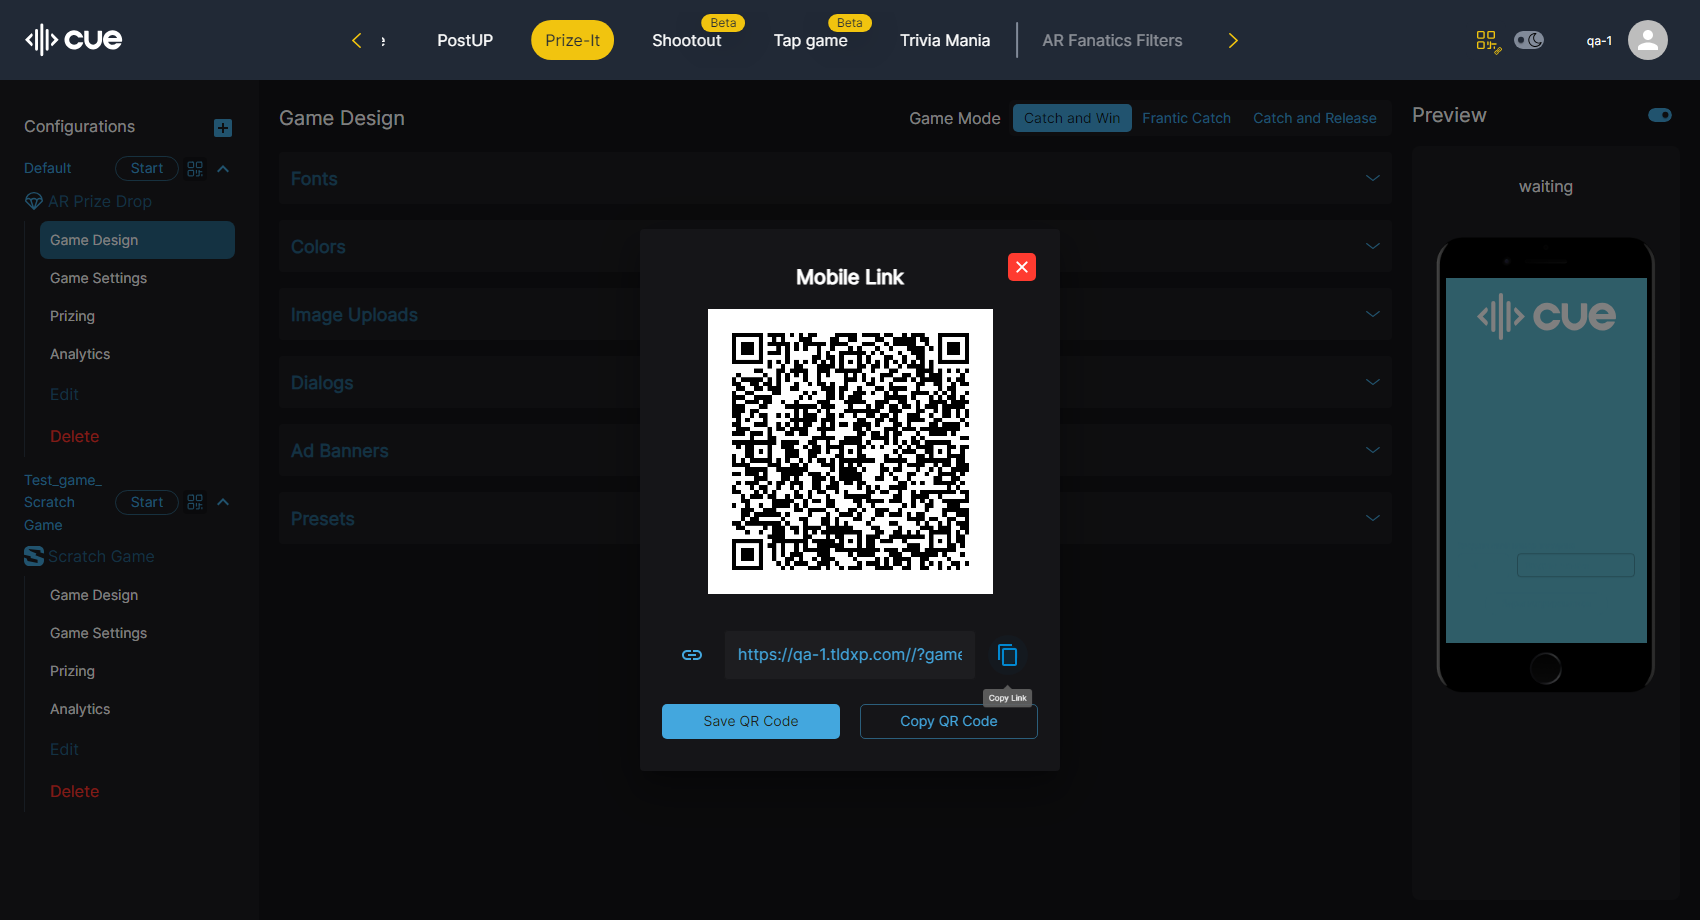 cue
PostUP
Prize-It
Beta
Shootout
Beta
Tap game
Trivia Mania
AR Fanatics Filters
qa-1
Configurations
Default
Start
AR Prize Drop
Game Design
Game Settings
Prizing
Analytics
Edit
Delete
Test_game_
Scratch
Game
Start
Scratch Game
Game Design
Game Settings
Prizing
Analytics
Edit
Delete
Game Design
Game Mode
Catch and Win
Frantic Catch
Catch and Release
Fonts
Colors
Image Uploads
Dialogs
Ad Banners
Presets
Mobile Link
https://qa-1.tldxp.com//?game
Copy Link
Save QR Code
Copy QR Code
Preview
waiting
cue